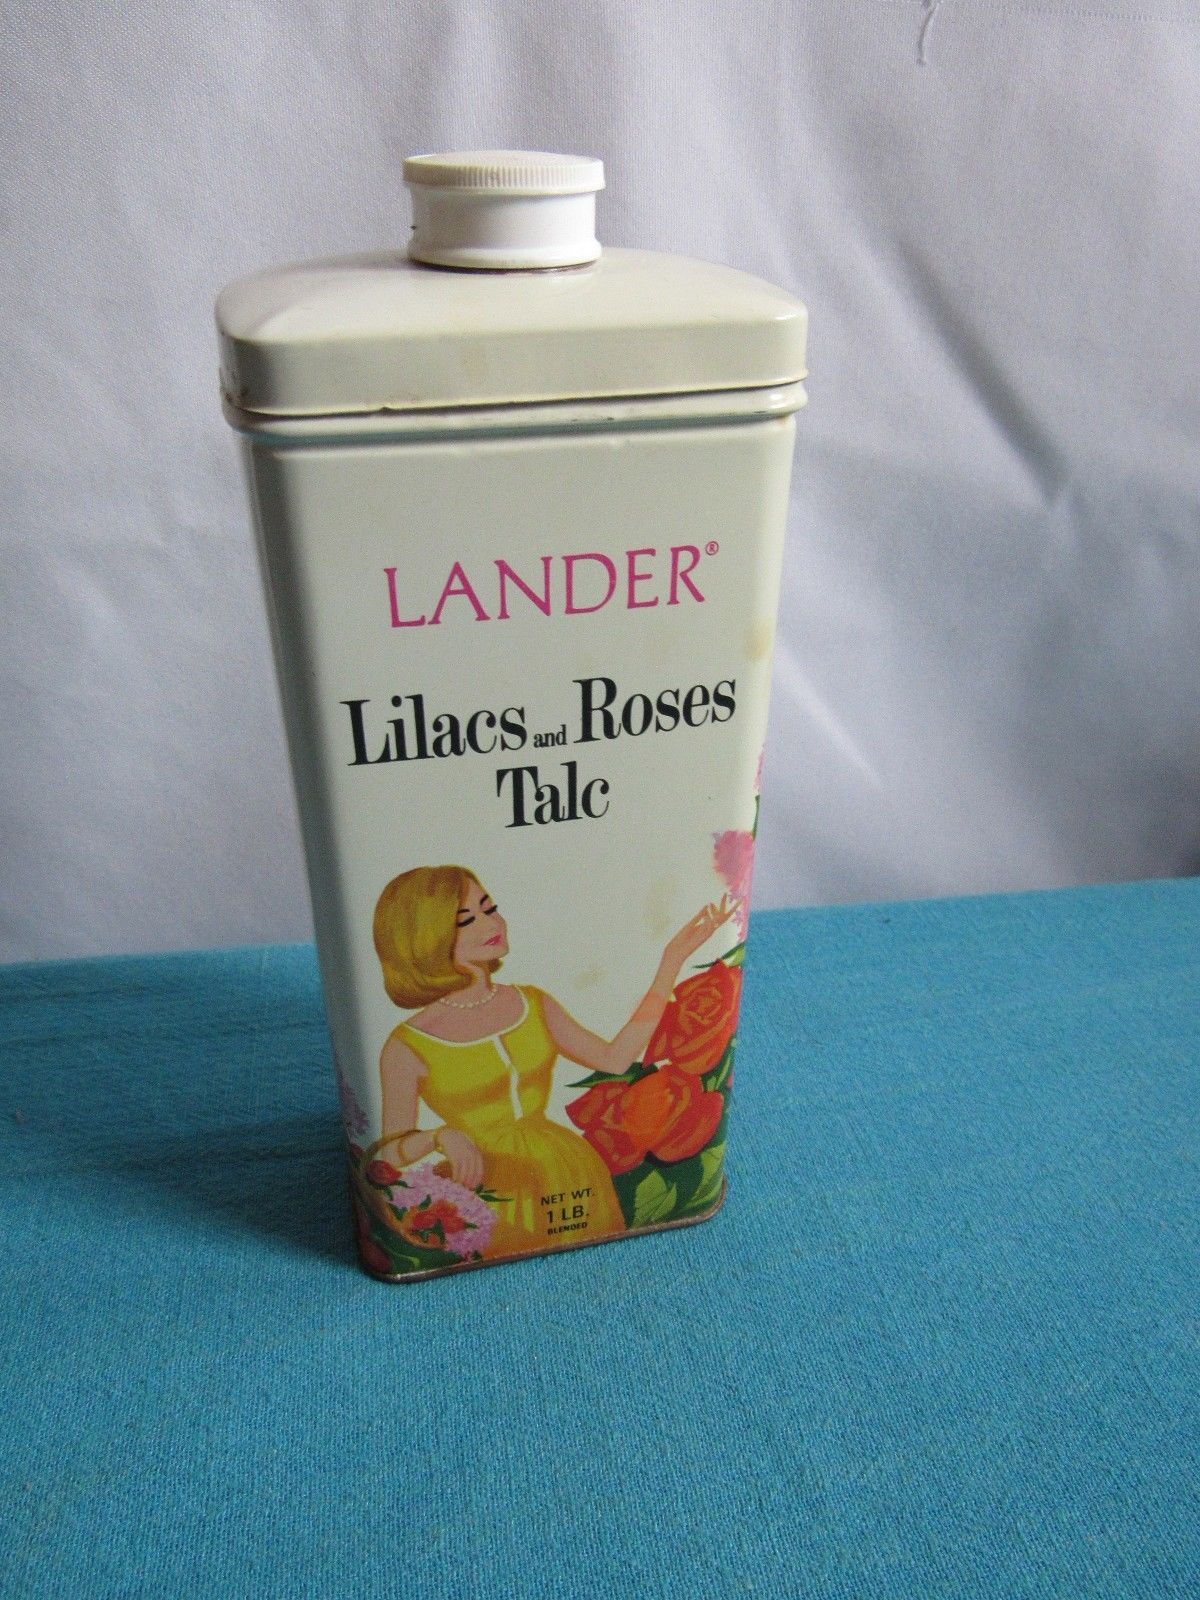 LANDER®
Lilacs and Roses
Talc
NET WT.
1 LB.
BLENDED